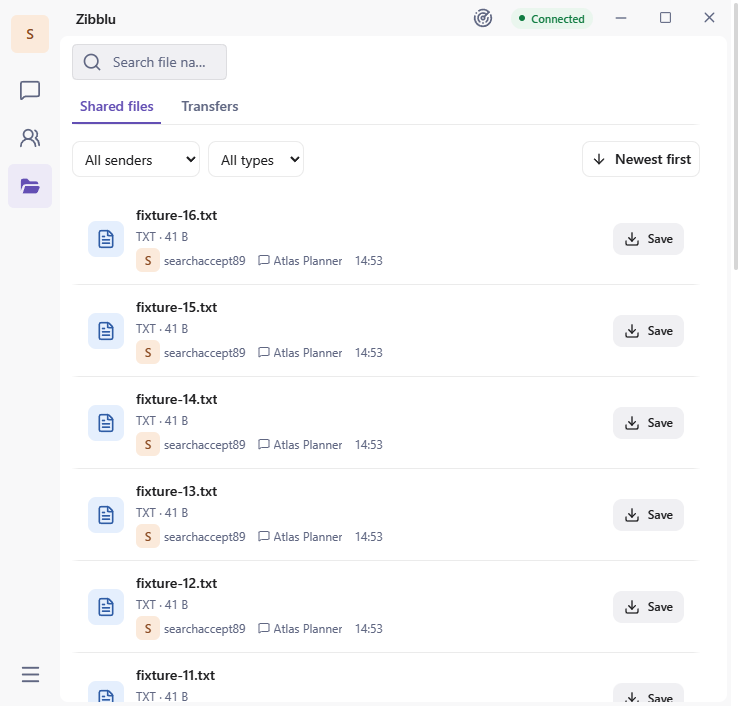 Zibblu
Connected
S
Search file na...
Shared files
Transfers
All senders
All types
Newest first
fixture-16.txt
TXT · 41 B
S searchaccept89 Atlas Planner 14:53
Save
fixture-15.txt
TXT · 41 B
S searchaccept89 Atlas Planner 14:53
Save
fixture-14.txt
TXT · 41 B
S searchaccept89 Atlas Planner 14:53
Save
fixture-13.txt
TXT · 41 B
S searchaccept89 Atlas Planner 14:53
Save
fixture-12.txt
TXT · 41 B
S searchaccept89 Atlas Planner 14:53
Save
fixture-11.txt
TXT · 41 B
Save